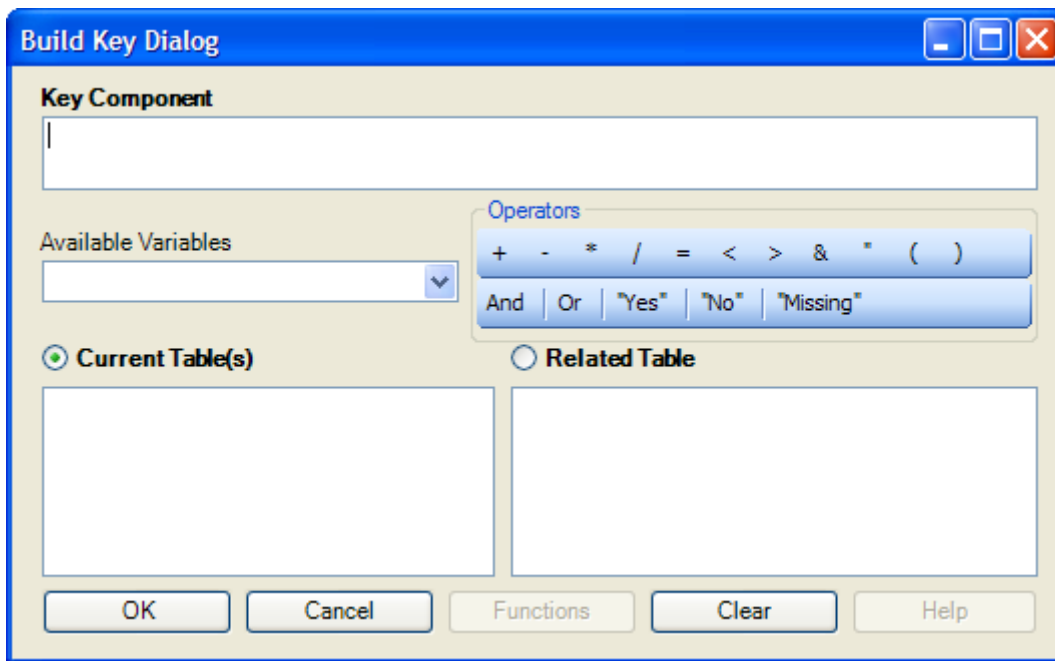 Build Key Dialog
Key Component
Operators
Available Variables
+ - * / = < > & " ( )
And Or "Yes" "No" "Missing"
Current Table(s) Related Table
OK Cancel Functions Clear Help